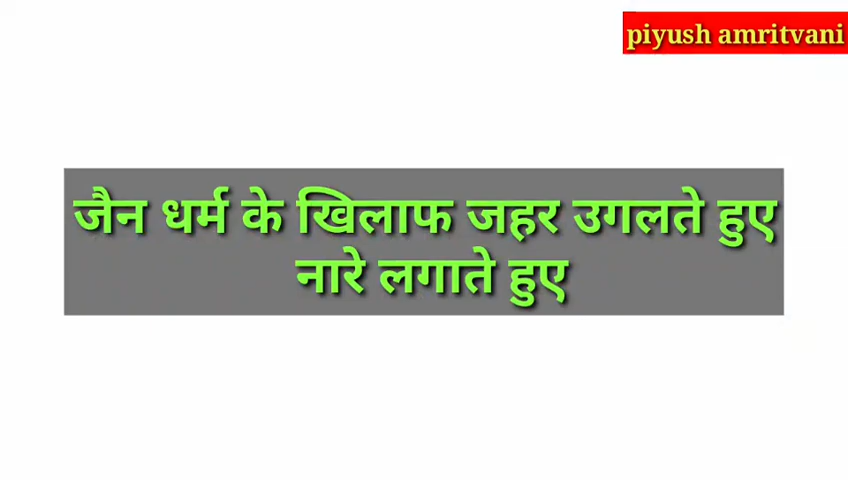 piyush amritvani
जैन धर्म के खिलाफ जहर उगलते हुए
नारे लगाते हुए